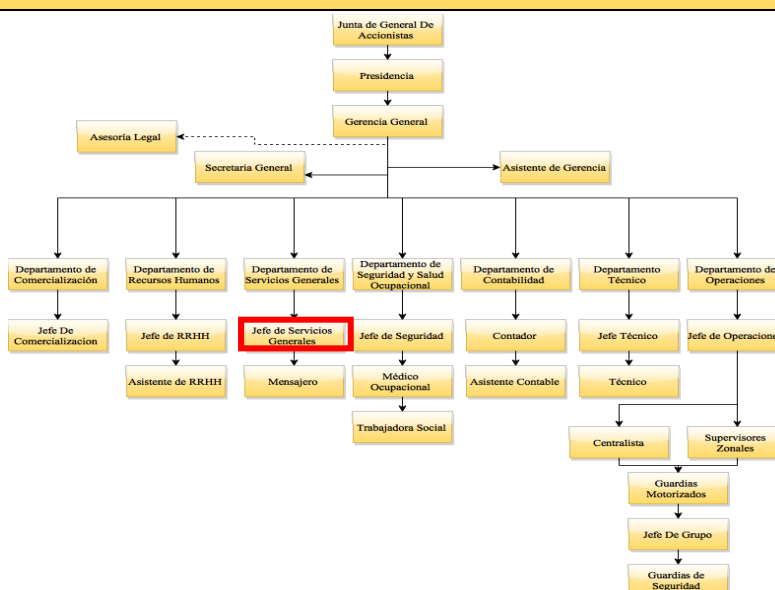 Junta de General De
Accionistas
Presidencia
Gerencia General
Asesoría Legal
Secretaria General
Asistente de Gerencia
Departamento de
Comercialización
Departamento de
Recursos Humanos
Departamento de
Servicios Generales
Departamento de
Seguridad y Salud
Ocupacional
Departamento de
Contabilidad
Departamento
Técnico
Departamento de
Operaciones
Jefe De
Comercializacion
Jefe de RRHH
Jefe de Servicios
Generales
Jefe de Seguridad
Contador
Jefe Técnico
Jefe de Operacione
Asistente de RRHH
Mensajero
Médico
Ocupacional
Asistente Contable
Técnico
Trabajadora Social
Centralista
Supervisores
Zonales
Guardias
Motorizados
Jefe De Grupo
Guardias de
Seguridad